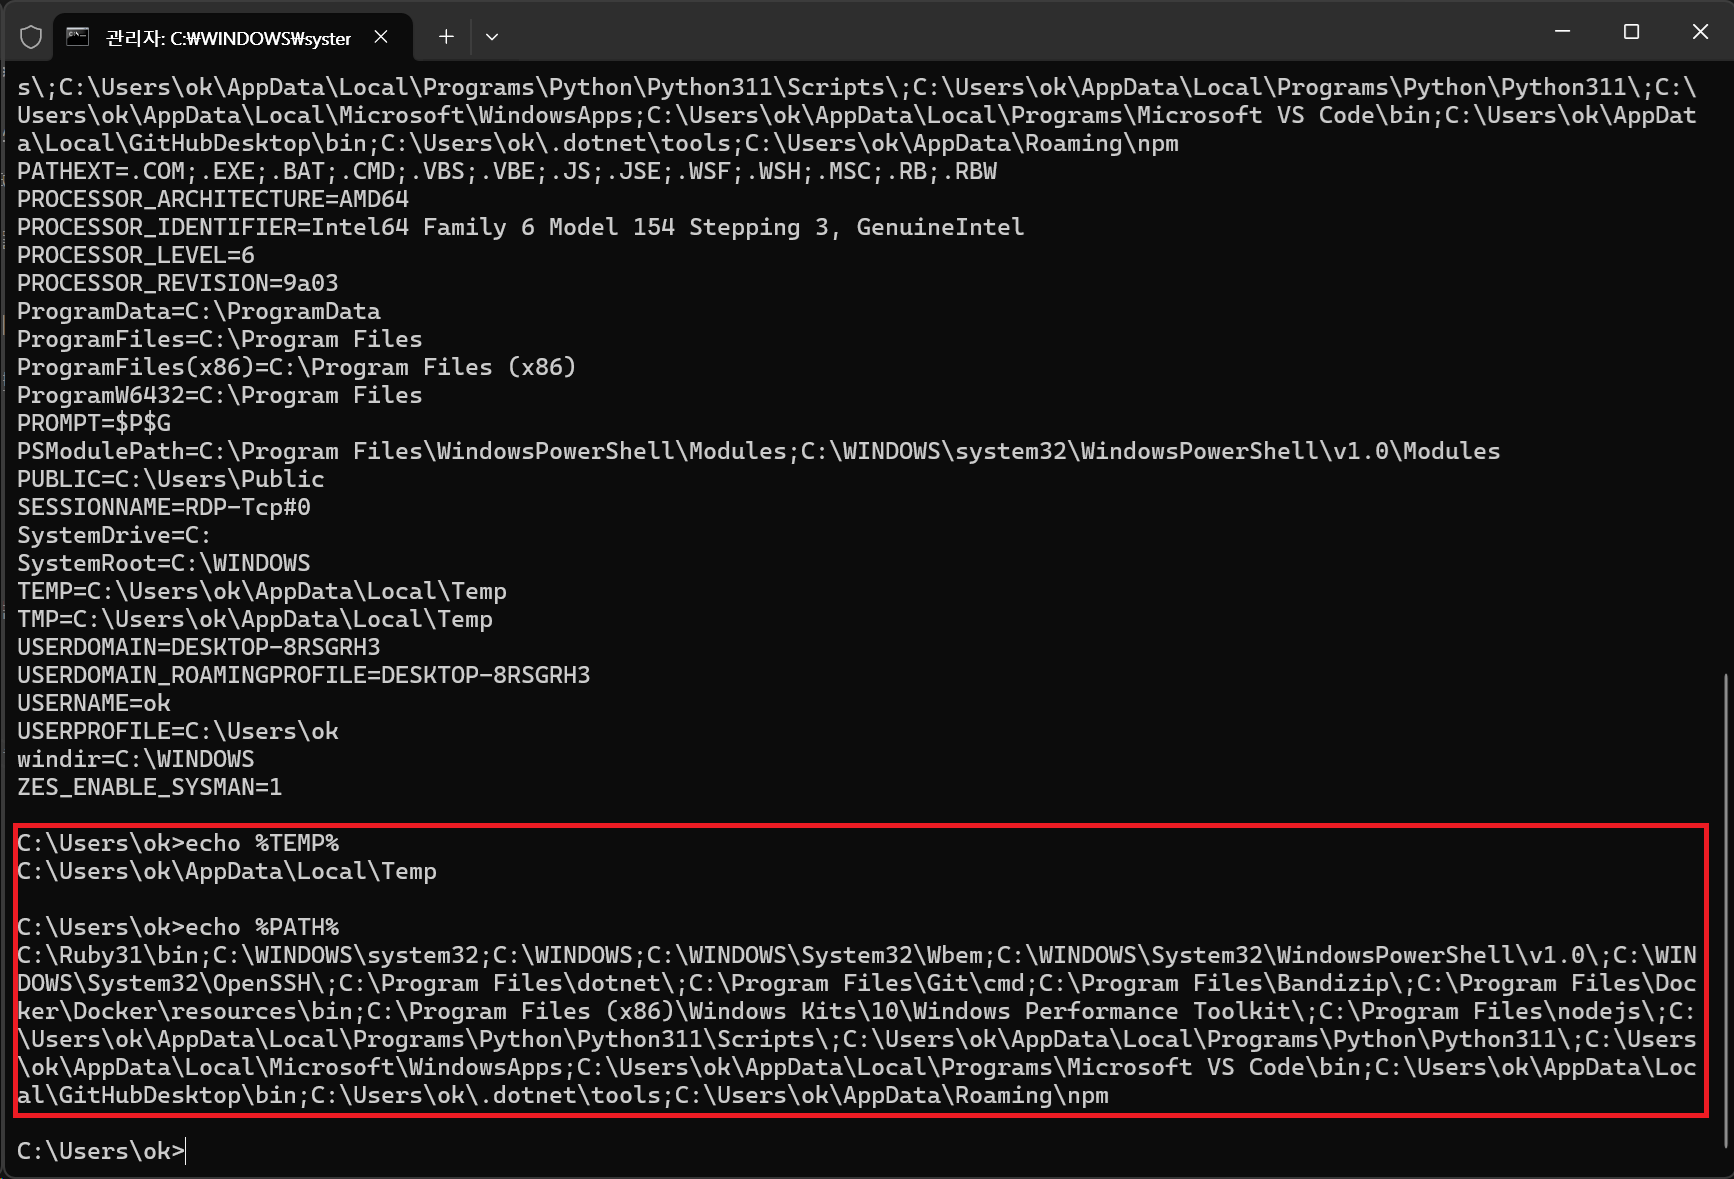 관리자: C:₩WINDOWS₩syster
s\;C:\Users\ok\AppData\Local\Programs\Python\Python311\Scripts\;C:\Users\ok\AppData\Local\Programs\Python\Python311\;C:\
Users\ok\AppData\Local\Microsoft\WindowsApps;C:\Users\ok\AppData\Local\Programs\Microsoft VS Code\bin;C:\Users\ok\AppDat
a\Local\GitHubDesktop\bin;C:\Users\ok\.dotnet\tools;C:\Users\ok\AppData\Roaming\npm
PATHEXT=.COM;.EXE;.BAT;.CMD;.VBS;.VBE;.JS;.JSE;.WSF;.WSH;.MSC;.RB;.RBW
PROCESSOR_ARCHITECTURE=AMD64
PROCESSOR_IDENTIFIER=Intel64 Family 6 Model 154 Stepping 3, GenuineIntel
PROCESSOR_LEVEL=6
PROCESSOR_REVISION=9a03
ProgramData=C:\ProgramData
ProgramFiles=C:\Program Files
ProgramFiles(x86)=C:\Program Files (x86)
ProgramW6432=C:\Program Files
PROMPT=$P$G
PSModulePath=C:\Program Files\WindowsPowerShell\Modules;C:\WINDOWS\system32\WindowsPowerShell\v1.0\Modules
PUBLIC=C:\Users\Public
SESSIONNAME=RDP-Tcp#0
SystemDrive=C:
SystemRoot=C:\WINDOWS
TEMP=C:\Users\ok\AppData\Local\Temp
TMP=C:\Users\ok\AppData\Local\Temp
USERDOMAIN=DESKTOP-8RSGRH3
USERDOMAIN_ROAMINGPROFILE=DESKTOP-8RSGRH3
USERNAME=ok
USERPROFILE=C:\Users\ok
windir=C:\WINDOWS
ZES_ENABLE_SYSMAN=1
C:\Users\ok>echo %TEMP%
C:\Users\ok\AppData\Local\Temp
C:\Users\ok>echo %PATH%
C:\Ruby31\bin;C:\WINDOWS\system32;C:\WINDOWS;C:\WINDOWS\System32\Wbem;C:\WINDOWS\System32\WindowsPowerShell\v1.0\;C:\WIN
DOWS\System32\OpenSSH\;C:\Program Files\dotnet\;C:\Program Files\Git\cmd;C:\Program Files\Bandizip\;C:\Program Files\Doc
ker\Docker\resources\bin;C:\Program Files (x86)\Windows Kits\10\Windows Performance Toolkit\;C:\Program Files\nodejs\;C:
\Users\ok\AppData\Local\Programs\Python\Python311\Scripts\;C:\Users\ok\AppData\Local\Programs\Python\Python311\;C:\Users
\ok\AppData\Local\Microsoft\WindowsApps;C:\Users\ok\AppData\Local\Programs\Microsoft VS Code\bin;C:\Users\ok\AppData\Loc
al\GitHubDesktop\bin;C:\Users\ok\.dotnet\tools;C:\Users\ok\AppData\Roaming\npm
C:\Users\ok>